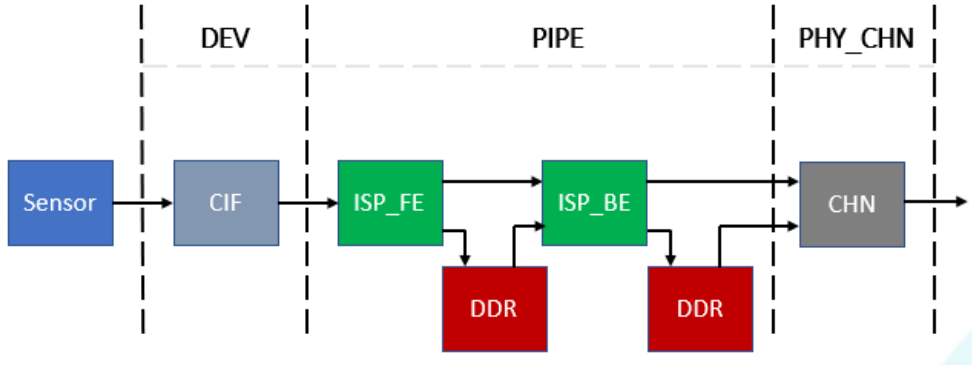 DEV
PIPE
PHY_CHN
Sensor
CIF
ISP_FE
ISP_BE
CHN
DDR
DDR